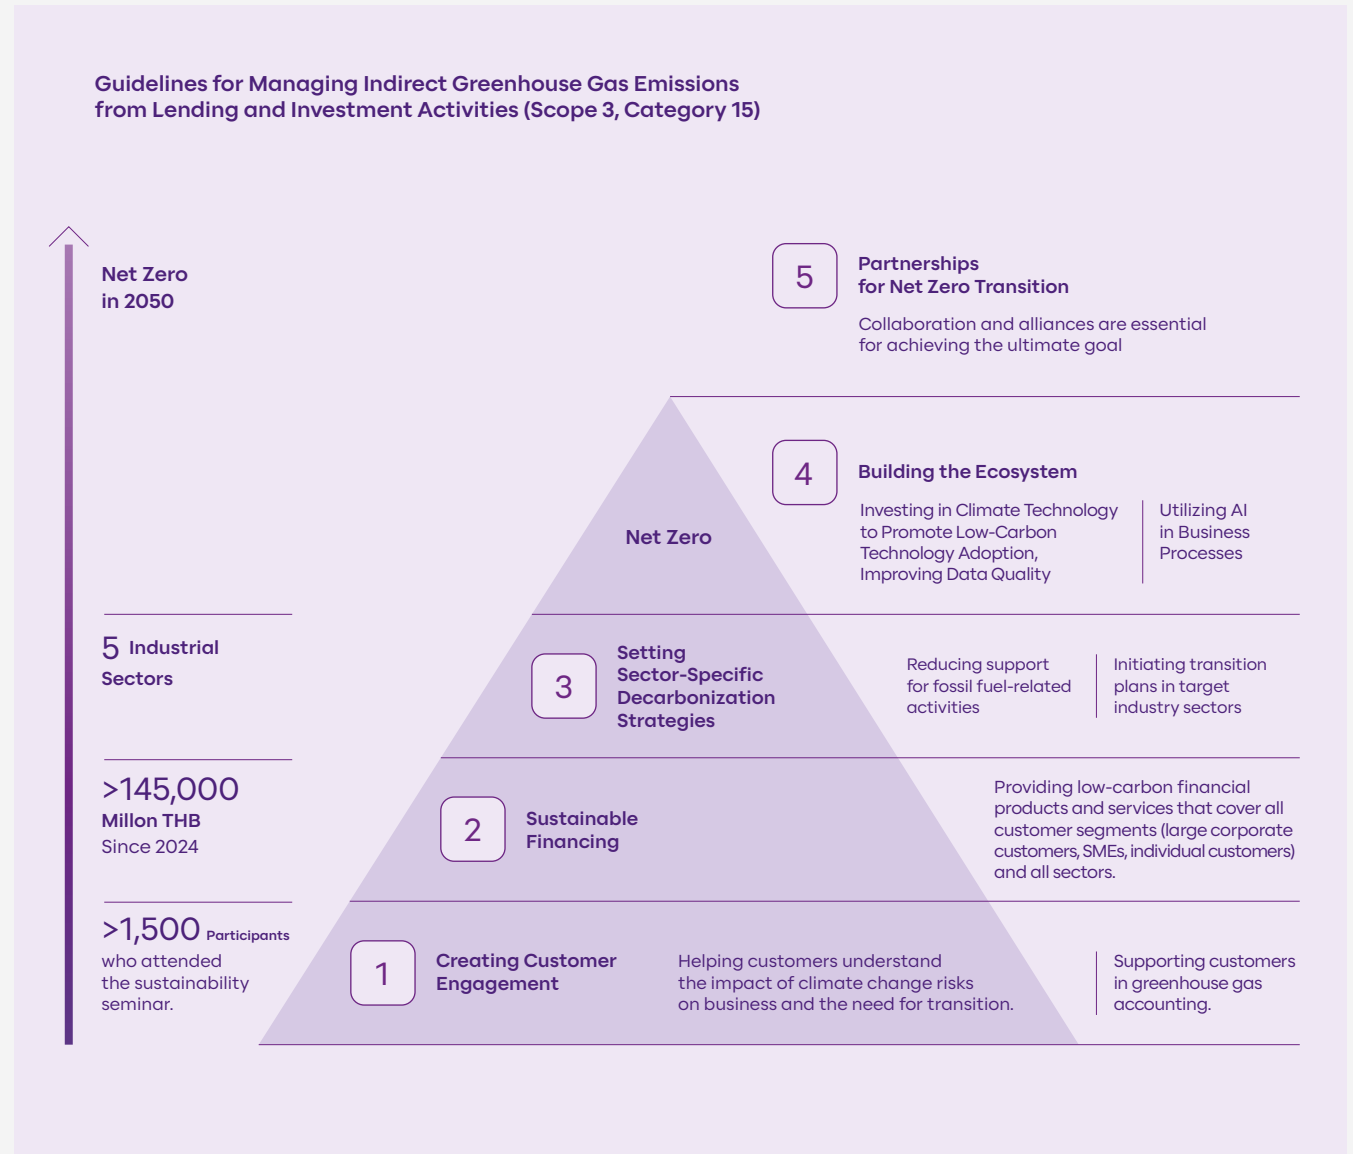 Guidelines for Managing Indirect Greenhouse Gas Emissions
from Lending and Investment Activities (Scope 3, Category 15)
Net Zero
in 2050
5
Partnerships
for Net Zero Transition
Collaboration and alliances are essential
for achieving the ultimate goal
Net Zero
4
Building the Ecosystem
Investing in Climate Technology
to Promote Low-Carbon
Technology Adoption,
Improving Data Quality
Utilizing AI
in Business
Processes
5 Industrial
Sectors
3
Setting
Sector-Specific
Decarbonization
Strategies
Reducing support
for fossil fuel-related
activities
Initiating transition
plans in target
industry sectors
>145,000
Millon THB
Since 2024
2
Sustainable
Financing
Providing low-carbon financial
products and services that cover all
customer segments (large corporate
customers, SMEs, individual customers)
and all sectors.
>1,500 Participants
who attended
the sustainability
seminar.
1
Creating Customer
Engagement
Helping customers understand
the impact of climate change risks
on business and the need for transition.
Supporting customers
in greenhouse gas
accounting.